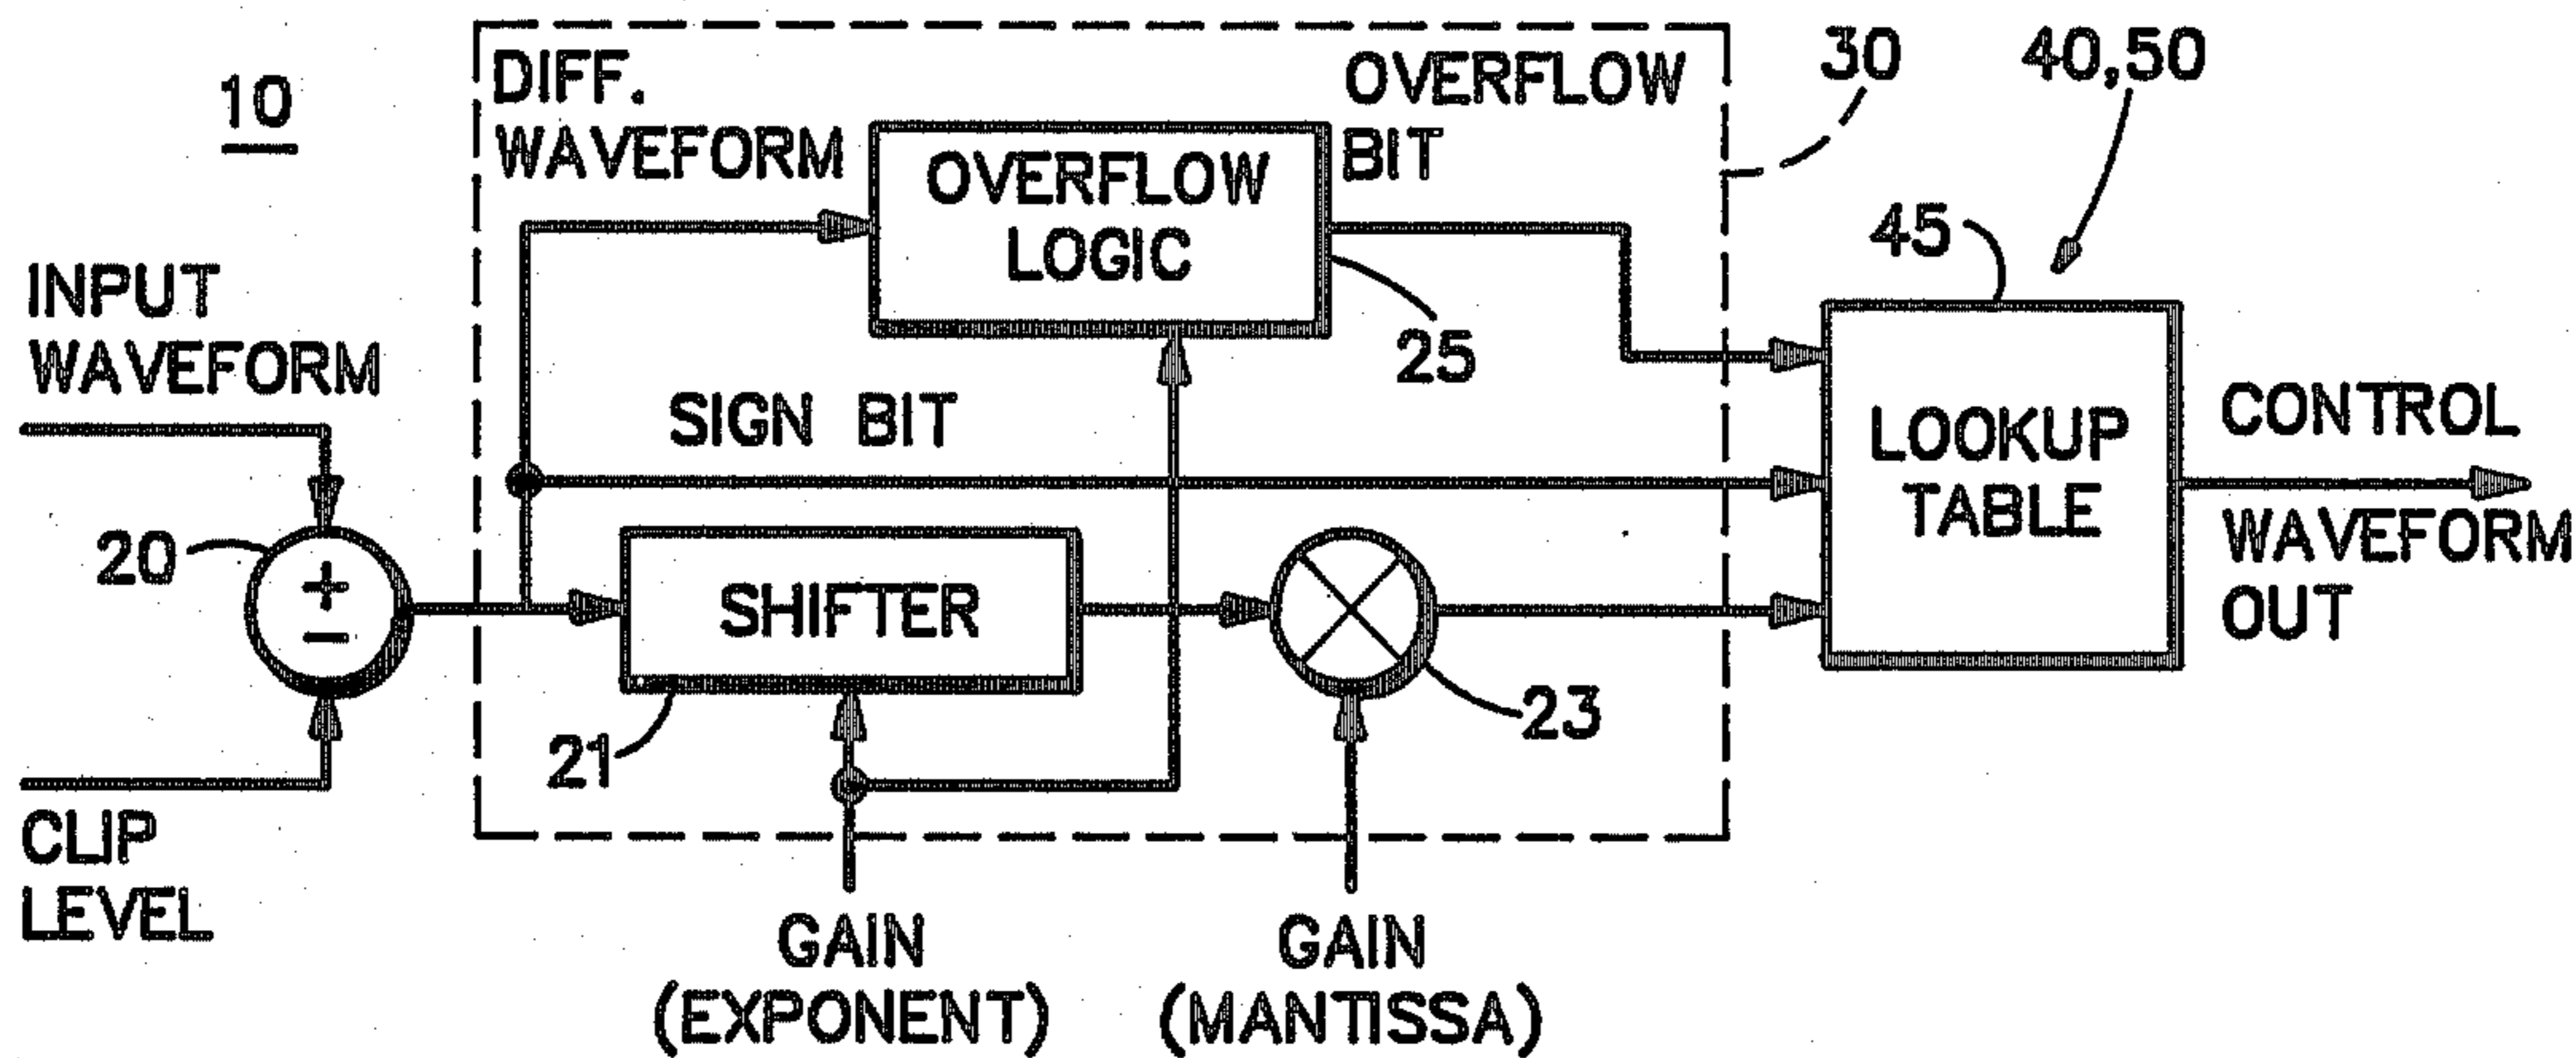 10
DIFF.
WAVEFORM
OVERFLOW
BIT
30
40,50
OVERFLOW
LOGIC
45
INPUT
WAVEFORM
25
SIGN BIT
LOOKUP
TABLE
CONTROL
WAVEFORM
OUT
20
+
−
SHIFTER
21
23
CLIP
LEVEL
GAIN
(EXPONENT)
GAIN
(MANTISSA)